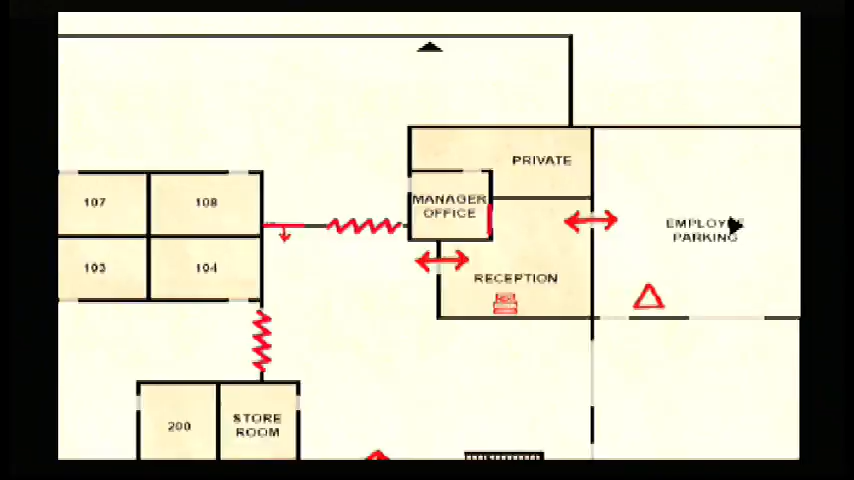 PRIVATE
107
108
MANAGER
OFFICE
EMPLOYEE
PARKING
103
104
RECEPTION
200
STORE
ROOM